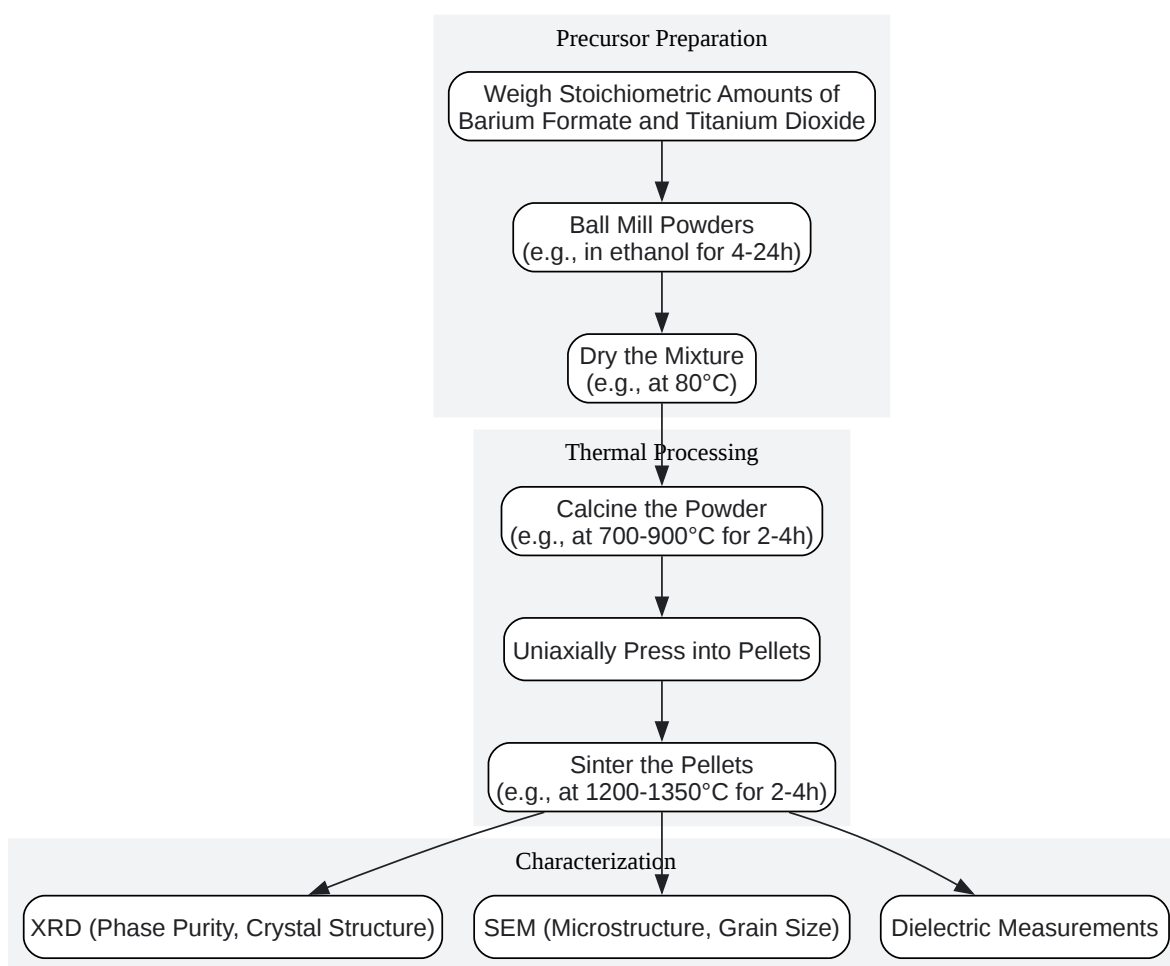 Precursor Preparation
Weigh Stoichiometric Amounts of
Barium Formate and Titanium Dioxide
Ball Mill Powders
(e.g., in ethanol for 4-24h)
Dry the Mixture
(e.g., at 80°C)
Thermal Processing
Calcine the Powder
(e.g., at 700-900°C for 2-4h)
Uniaxially Press into Pellets
Sinter the Pellets
(e.g., at 1200-1350°C for 2-4h)
Characterization
XRD (Phase Purity, Crystal Structure)
SEM (Microstructure, Grain Size)
Dielectric Measurements